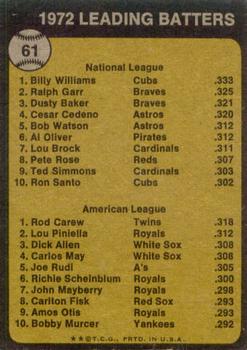 1972 LEADING BATTERS
61
National League
1. Billy Williams Cubs .333
2. Ralph Garr Braves .325
3. Dusty Baker Braves .321
4. Cesar Cedeno Astros .320
5. Bob Watson Astros .312
6. Al Oliver Pirates .312
7. Lou Brock Cardinals .311
8. Pete Rose Reds .307
9. Ted Simmons Cardinals .303
10. Ron Santo Cubs .302
American League
1. Rod Carew Twins .318
2. Lou Piniella Royals .312
3. Dick Allen White Sox .308
4. Carlos May White Sox .308
5. Joe Rudi A's .305
6. Richie Scheinblum Royals .300
7. John Mayberry Royals .298
8. Carlton Fisk Red Sox .293
9. Amos Otis Royals .293
10. Bobby Murcer Yankees .292
★★© T.C.G., PRTD. IN U.S.A.